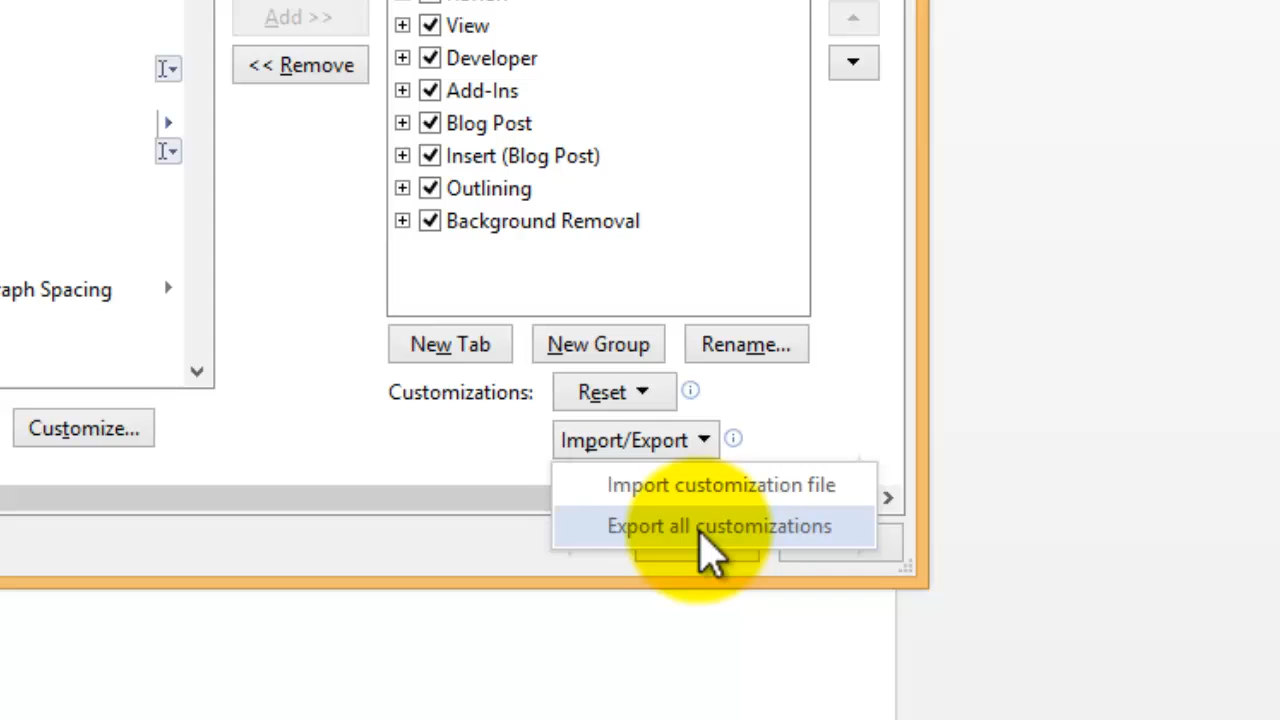 Add >>
View
<< Remove
Developer
Add-Ins
Blog Post
Insert (Blog Post)
Outlining
Background Removal
aph Spacing
New Tab
New Group
Rename...
Customizations:
Reset
Customize...
Import/Export
Import customization file
Export all customizations